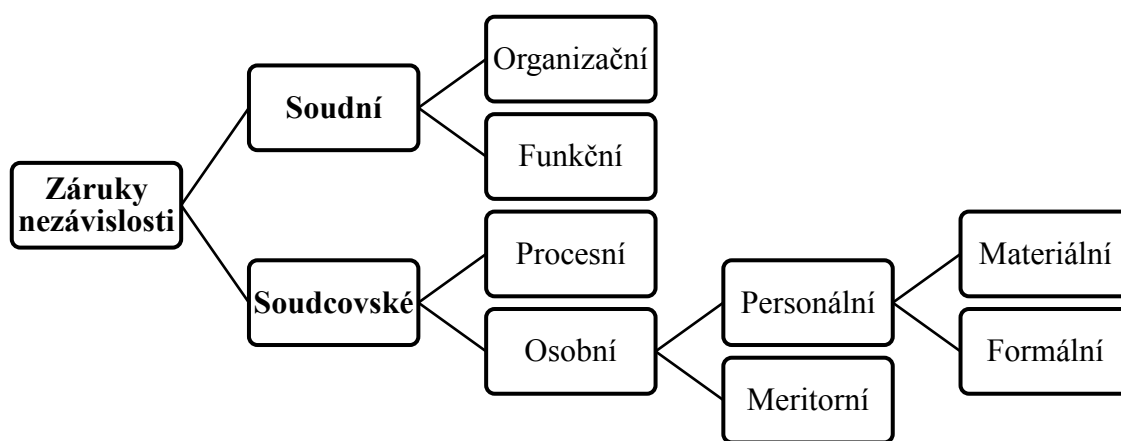 Záruky
nezávislosti
Soudní
Organizační
Funkční
Soudcovské
Procesní
Osobní
Personální
Materiální
Formální
Meritorní